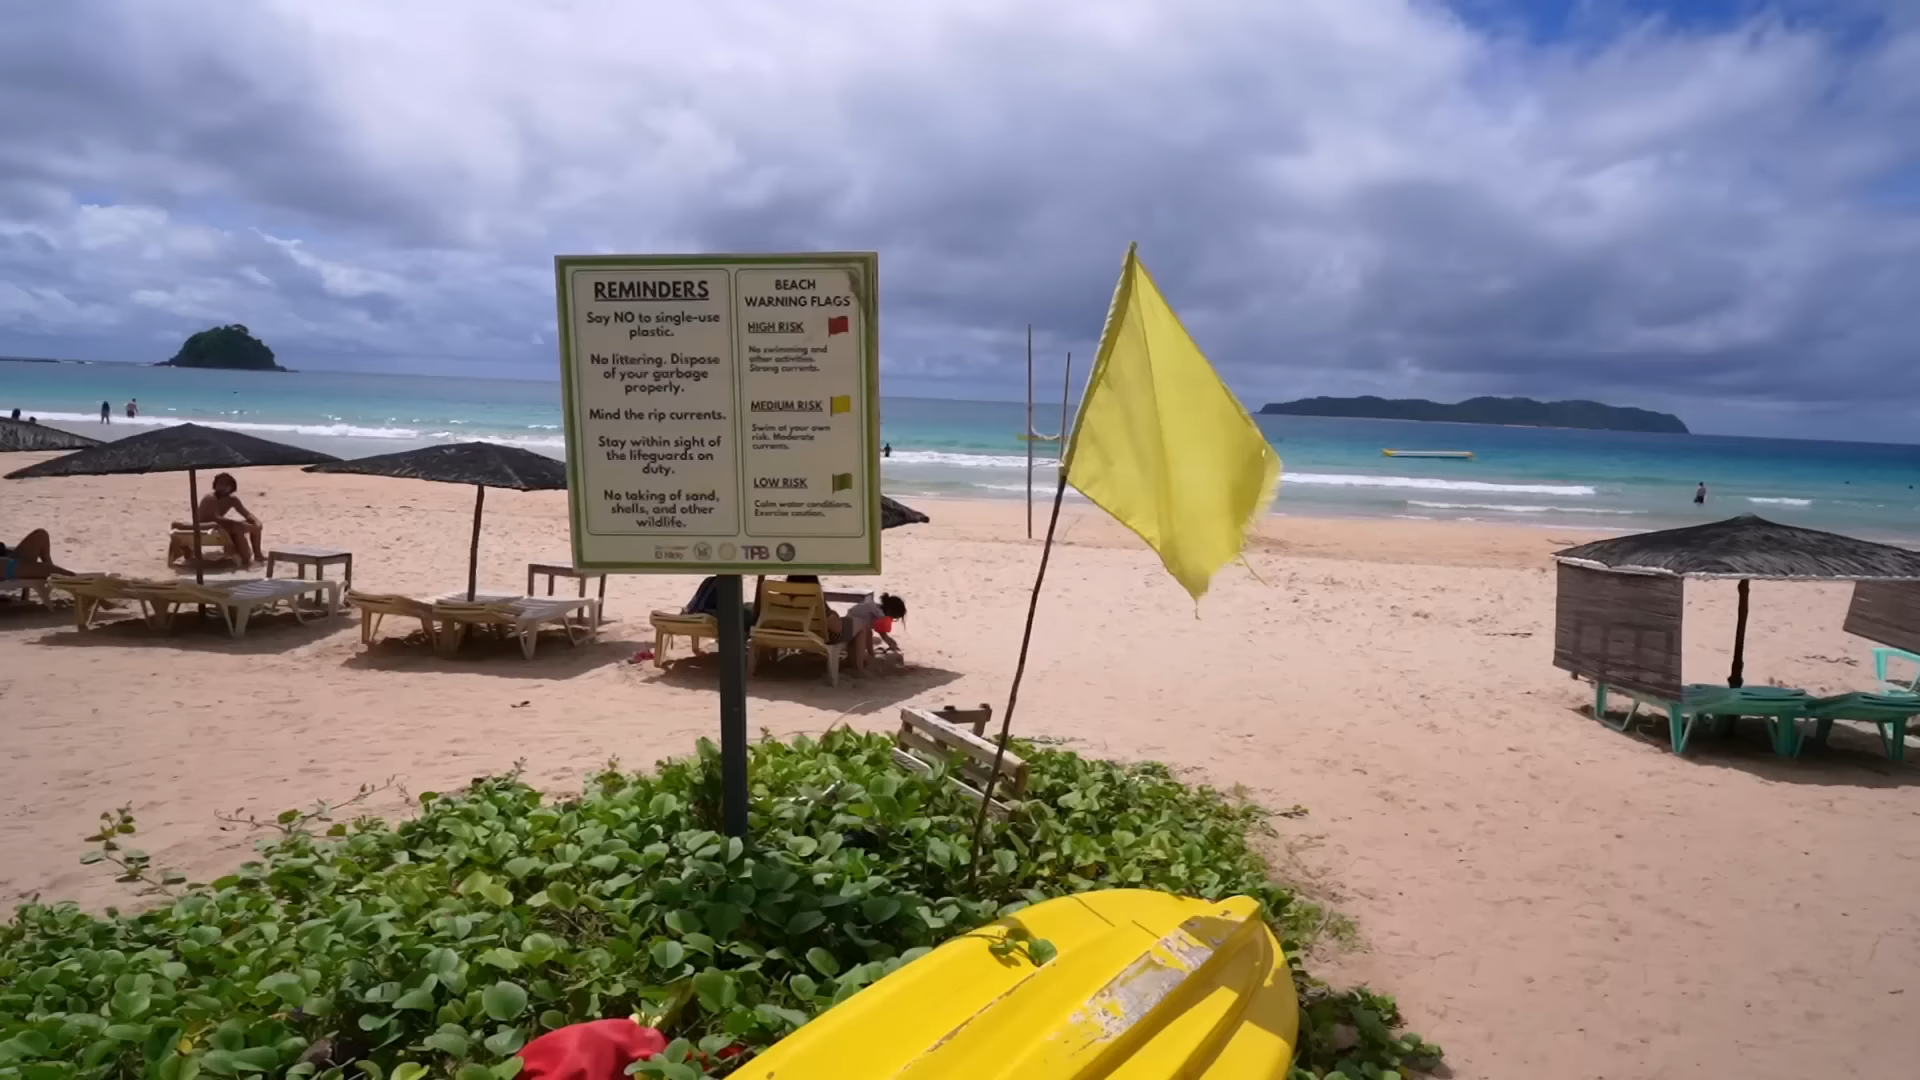 REMINDERS
Say NO to single-use
plastic.
No littering. Dispose
of your garbage
properly.
Mind the rip currents.
Stay within sight of
the lifeguards on
duty.
No taking of sand,
shells, and other
wildlife.
BEACH
WARNING FLAGS
HIGH RISK
No swimming and
other activities.
Strong currents.
MEDIUM RISK
Swim at your own
risk. Moderate
currents.
LOW RISK
Calm water conditions.
Exercise caution.
El Nido
TPB